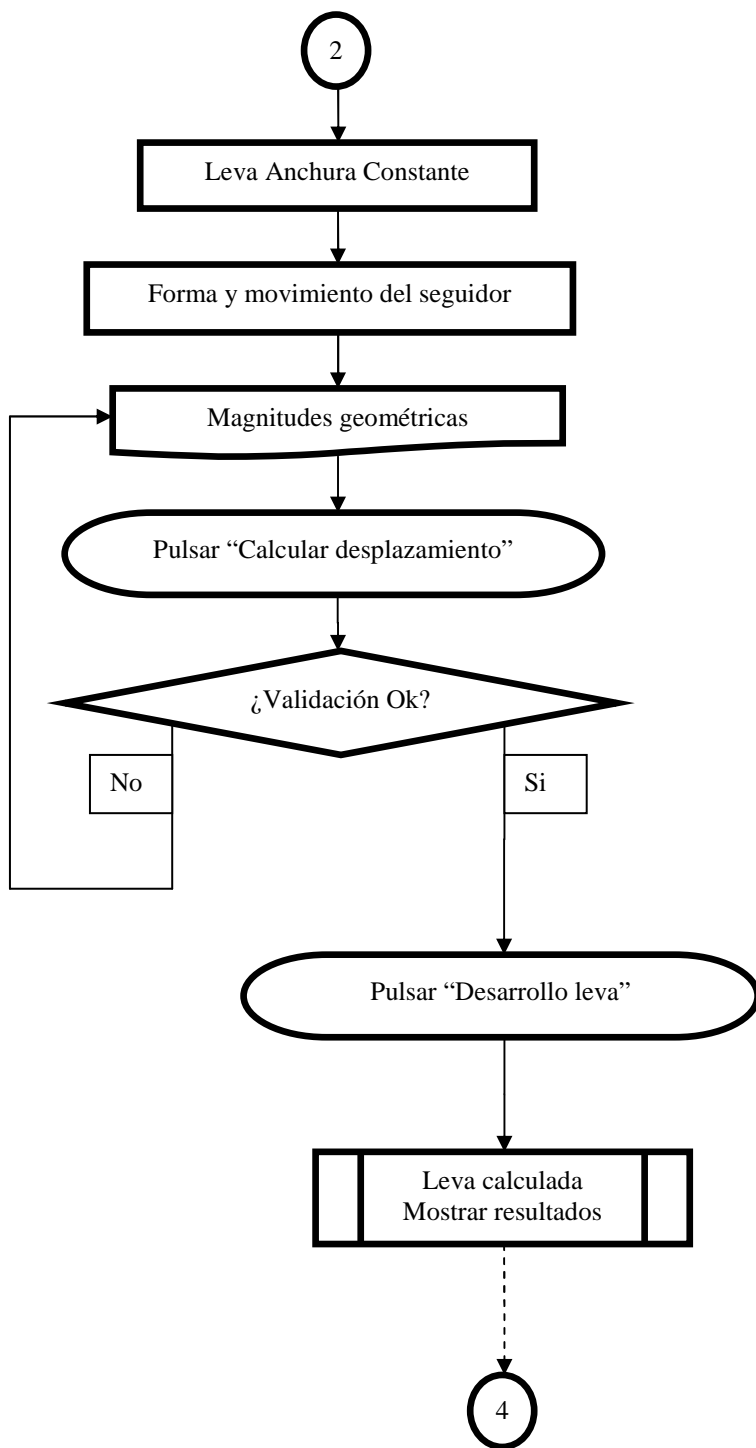 2
Leva Anchura Constante
Forma y movimiento del seguidor
Magnitudes geométricas
Pulsar “Calcular desplazamiento”
¿Validación Ok?
No
Si
Pulsar “Desarrollo leva”
Leva calculada
Mostrar resultados
4